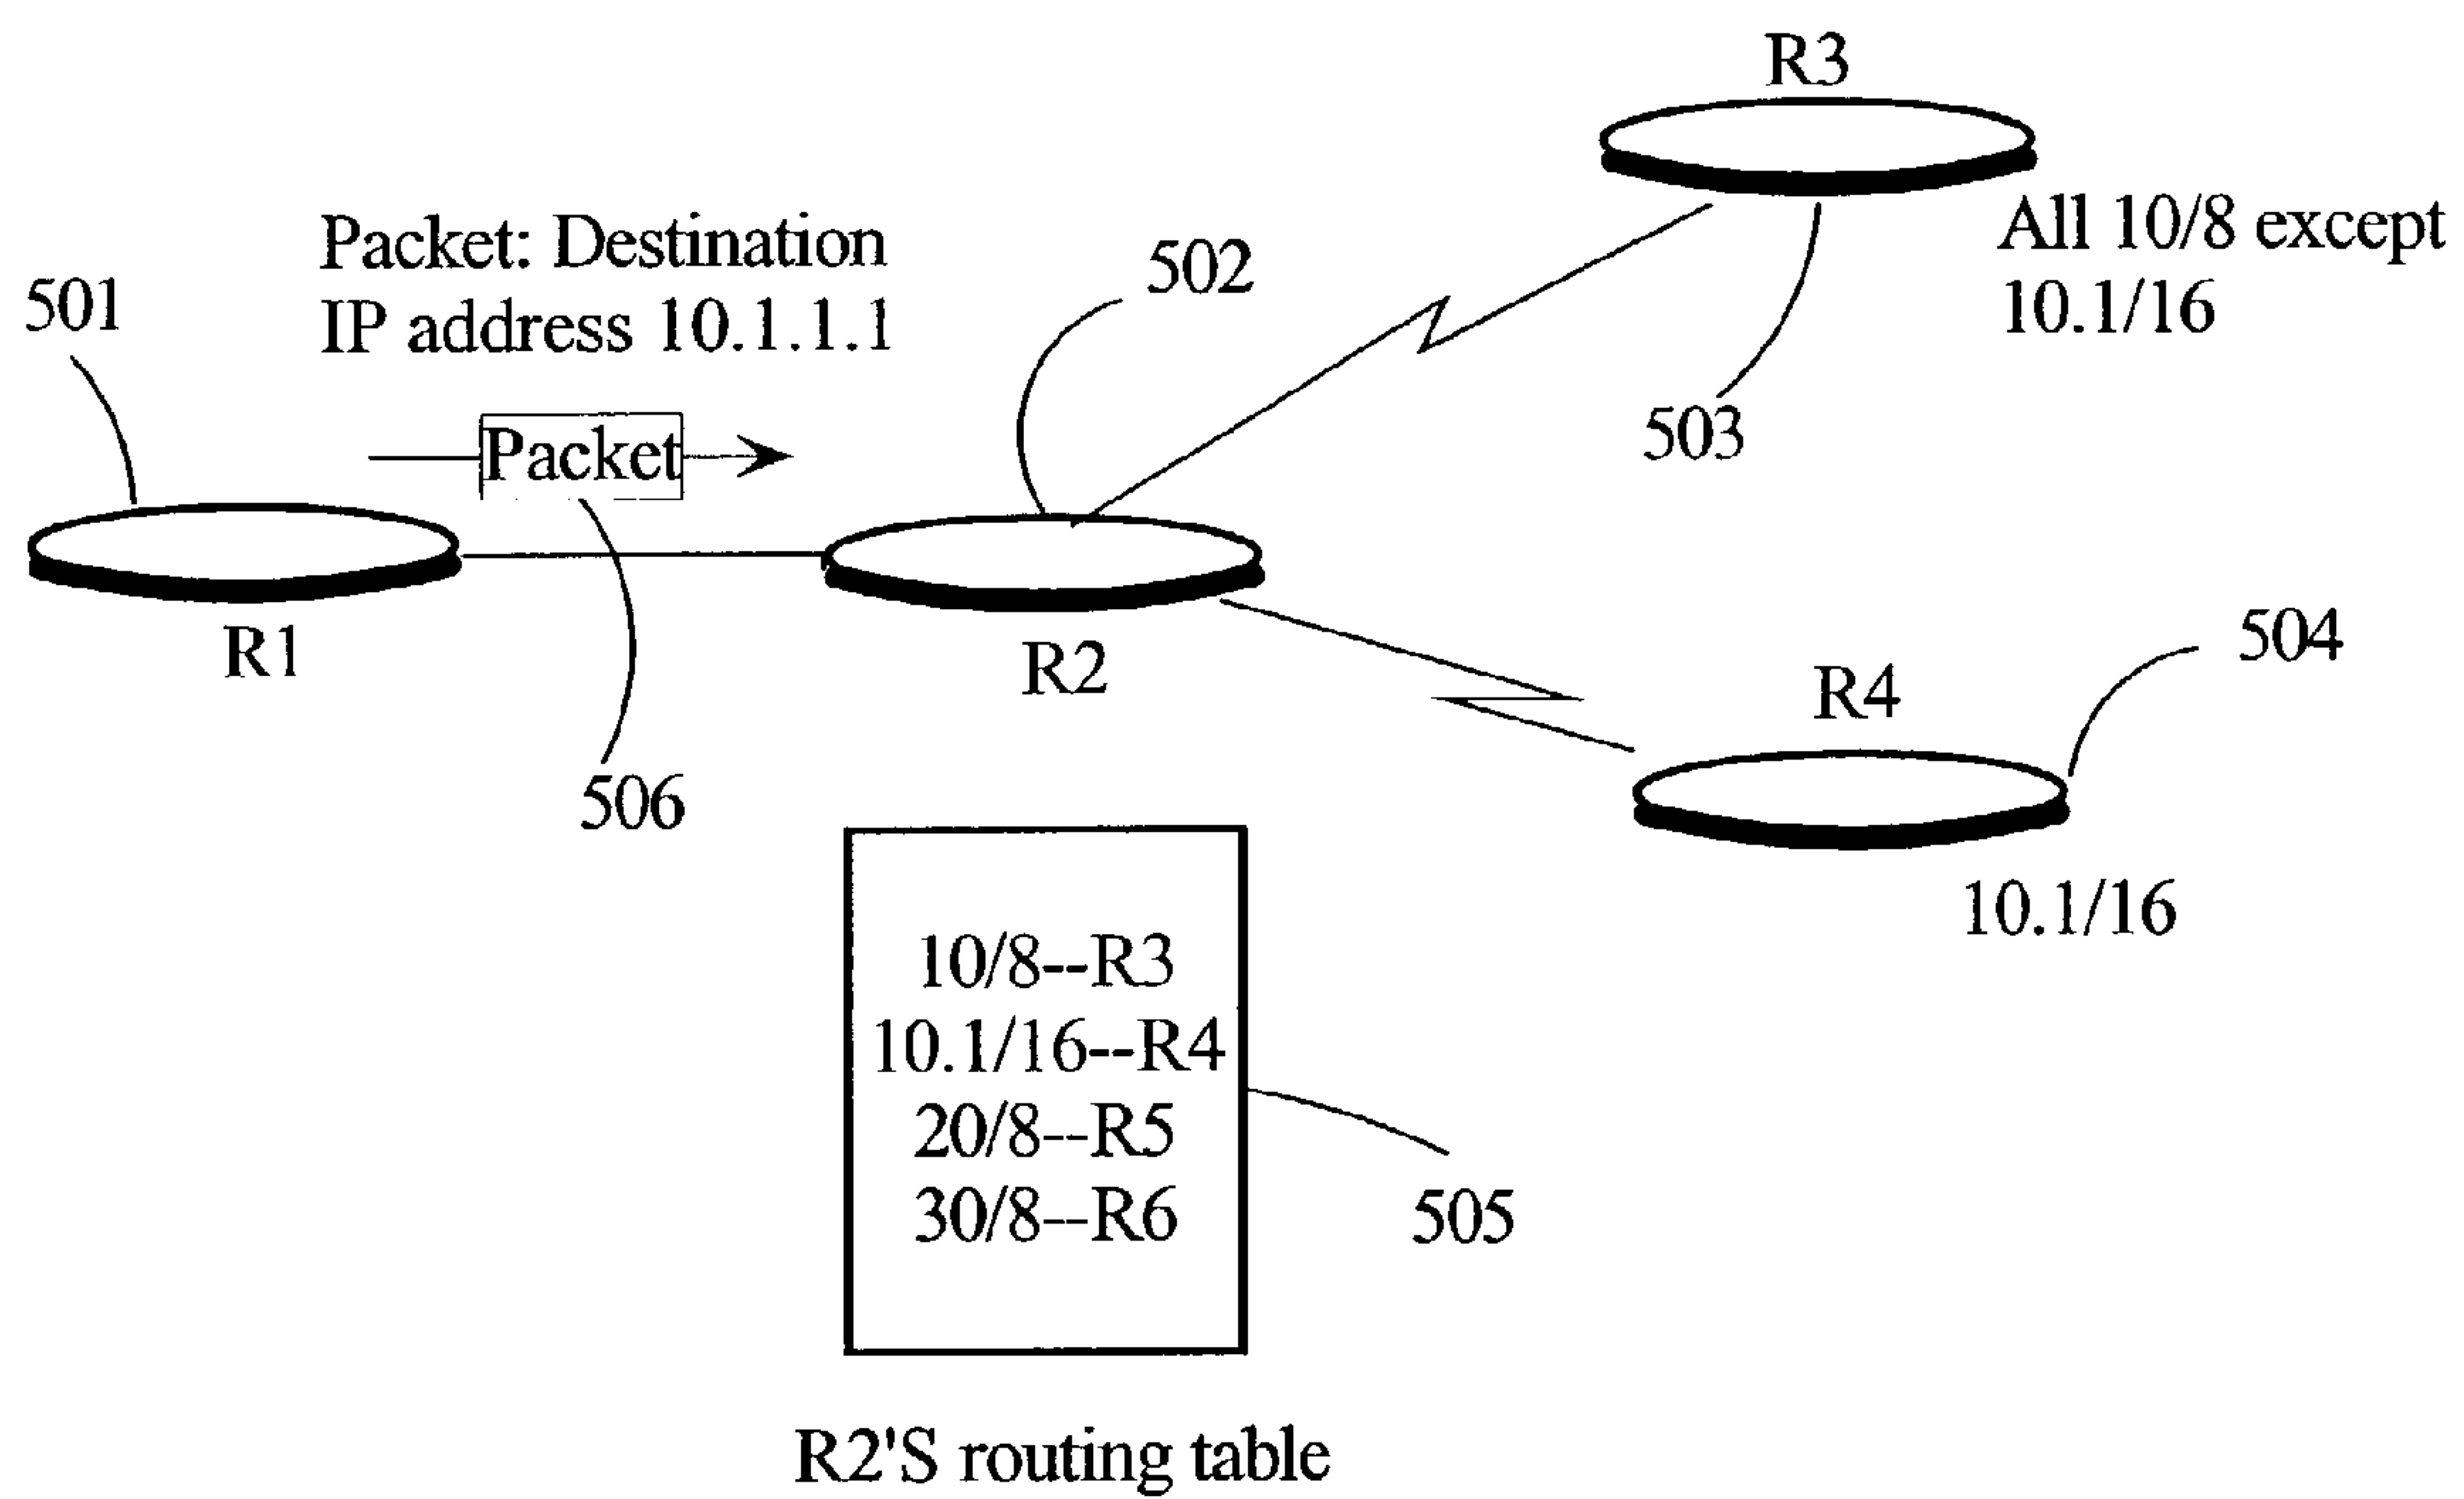 R3
All 10/8 except
10.1/16
Packet: Destination
IP address 10.1.1.1
502
501
503
Packet
R1
R2
504
R4
506
10.1/16
10/8--R3
10.1/16--R4
20/8--R5
30/8--R6
505
R2'S routing table